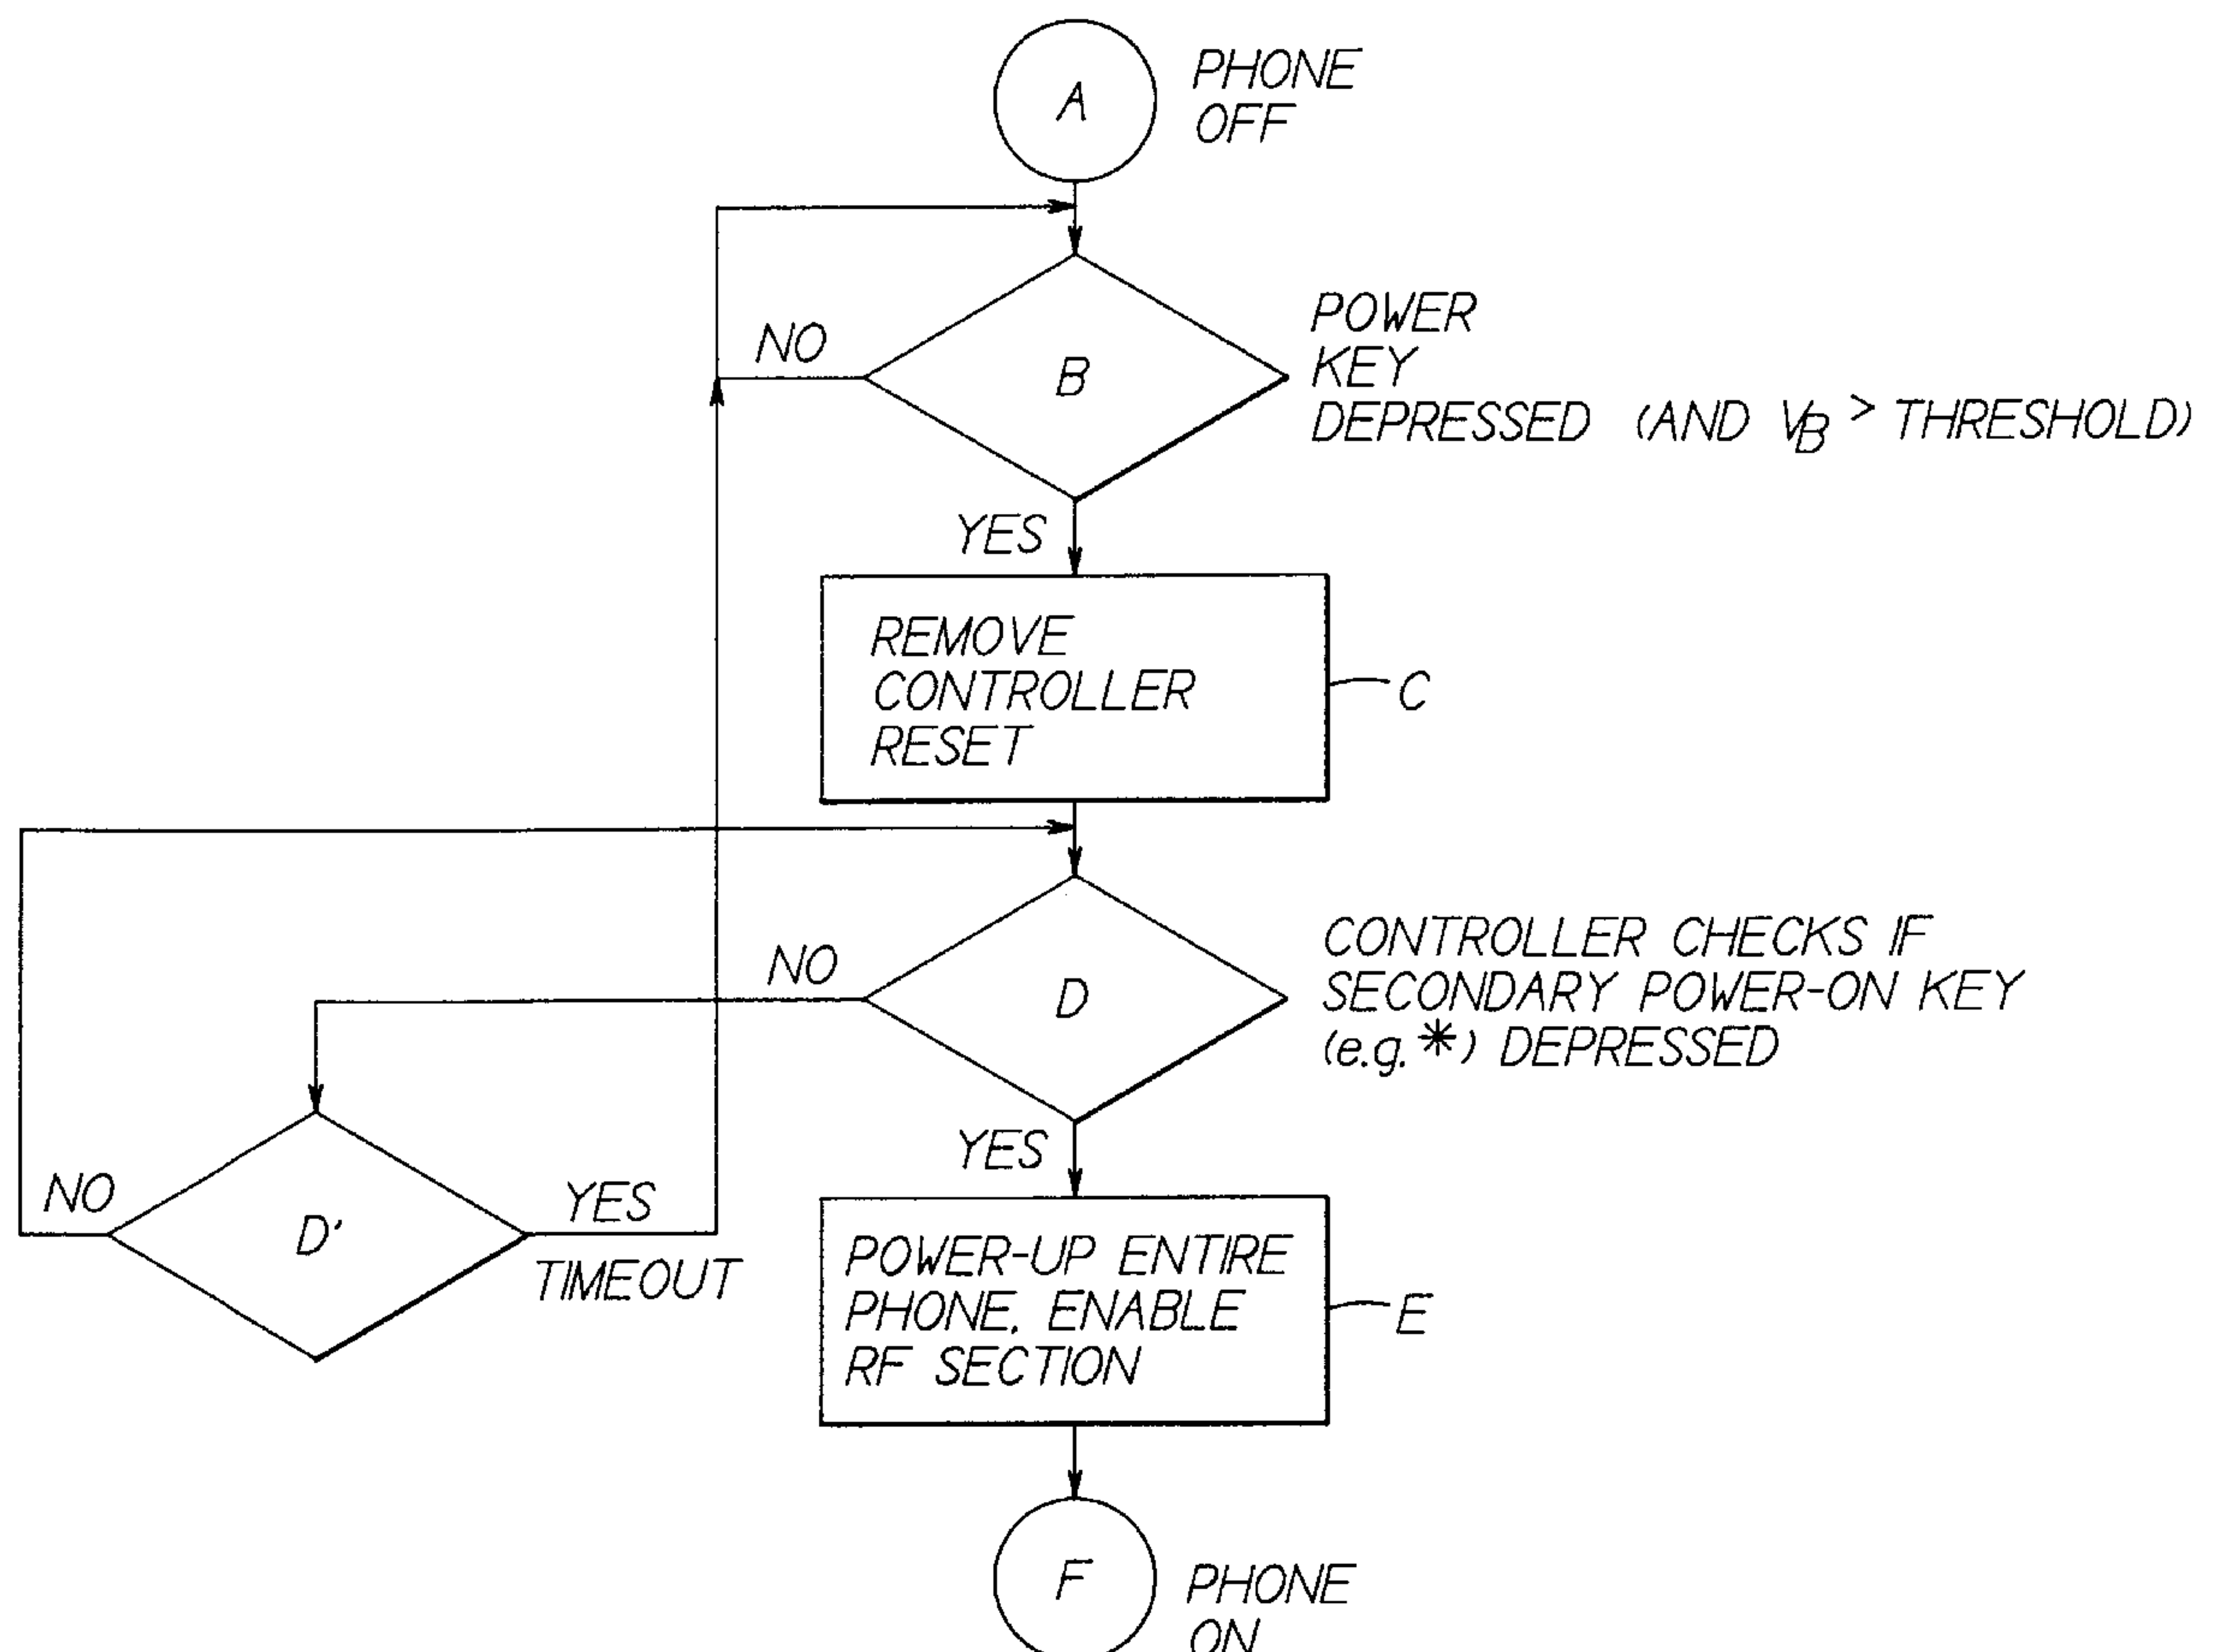 A
PHONE
OFF
NO
B
POWER
KEY
DEPRESSED (AND VB > THRESHOLD)
YES
REMOVE
CONTROLLER
RESET
C
NO
D
CONTROLLER CHECKS IF
SECONDARY POWER-ON KEY
(e.g.*) DEPRESSED
NO
D'
YES
TIMEOUT
YES
POWER-UP ENTIRE
PHONE, ENABLE
RF SECTION
E
F
PHONE
ON